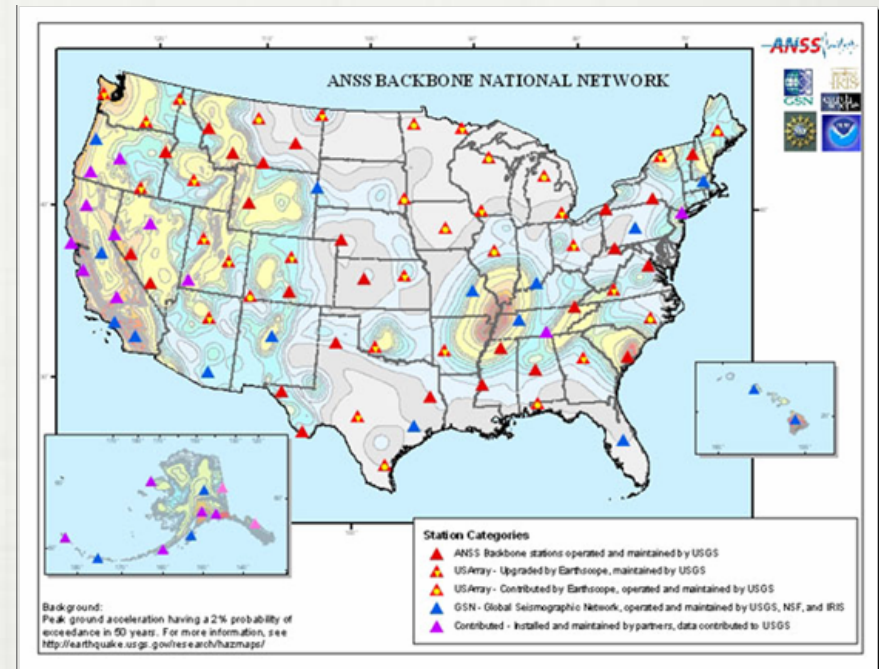 ANSS
ANSS BACKBONE NATIONAL NETWORK
GSN
IRIS
Station Categories
ANSS Backbone stations operated and maintained by USGS
USArray - Upgraded by Earthscope, maintained by USGS
USArray - Contributed by Earthscope, operated and maintained by USGS
GSN - Global Seismographic Network, operated and maintained by USGS, NSF, and IRIS
Contributed - Installed and maintained by partners, data contributed to USGS
Background:
Peak ground acceleration having a 2% probability of
exceedance in 50 years. For more information, see
http://earthquake.usgs.gov/research/hazmaps/